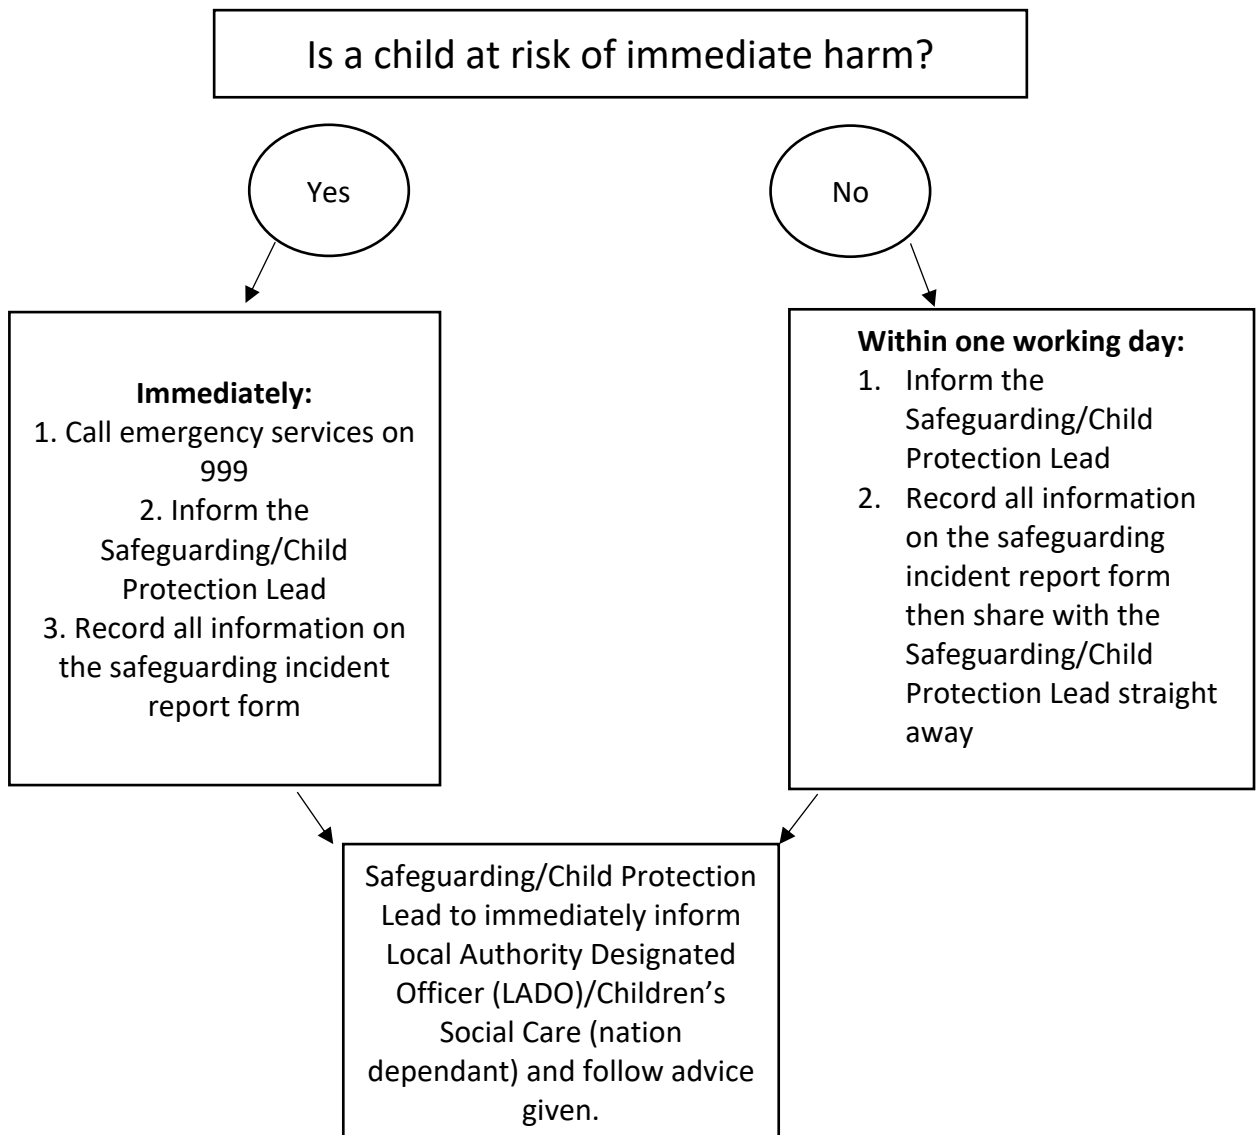 Is a child at risk of immediate harm?
Yes
No
Immediately:
1. Call emergency services on
999
2. Inform the
Safeguarding/Child
Protection Lead
3. Record all information on
the safeguarding incident
report form
Within one working day:
1. Inform the
Safeguarding/Child
Protection Lead
2. Record all information
on the safeguarding
incident report form
then share with the
Safeguarding/Child
Protection Lead straight
away
Safeguarding/Child Protection
Lead to immediately inform
Local Authority Designated
Officer (LADO)/Children’s
Social Care (nation
dependant) and follow advice
given.